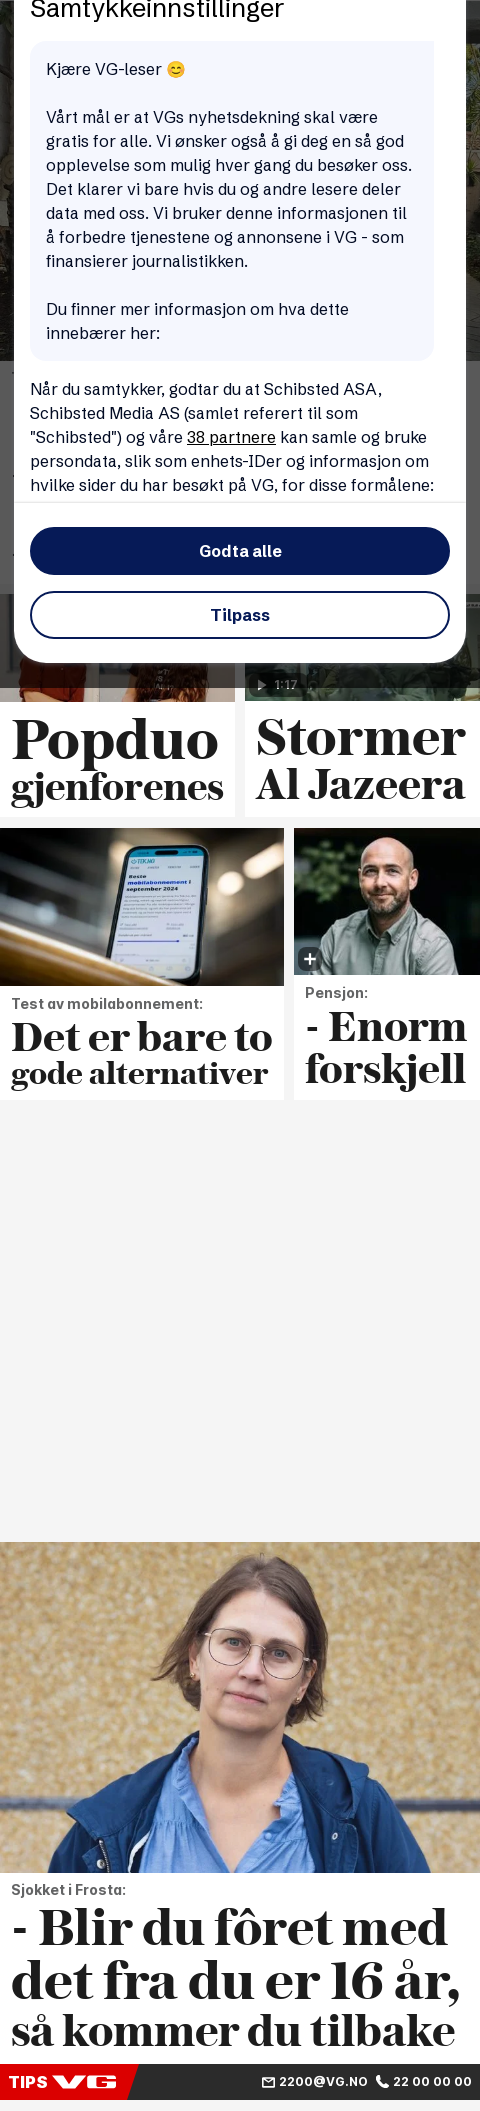 Samtykkeinnstillinger
Kjære VG-leser 😊
Vårt mål er at VGs nyhetsdekning skal være
gratis for alle. Vi ønsker også å gi deg en så god
opplevelse som mulig hver gang du besøker oss.
Det klarer vi bare hvis du og andre lesere deler
data med oss. Vi bruker denne informasjonen til
å forbedre tjenestene og annonsene i VG - som
finansierer journalistikken.
Du finner mer informasjon om hva dette
innebærer her:
Når du samtykker, godtar du at Schibsted ASA,
Schibsted Media AS (samlet referert til som
"Schibsted") og våre 38 partnere kan samle og bruke
persondata, slik som enhets-IDer og informasjon om
hvilke sider du har besøkt på VG, for disse formålene:
Godta alle
Tilpass
1:17
Popduo
gjenforenes
Stormer
Al Jazeera
TEK.NO
Beste
mobilabonnement i
september 2024
Test av mobilabonnement:
Det er bare to
gode alternativer
Pensjon:
- Enorm
forskjell
Sjokket i Frosta:
- Blir du fôret med
det fra du er 16 år,
så kommer du tilbake
TIPS VG
2200@VG.NO 22 00 00 00